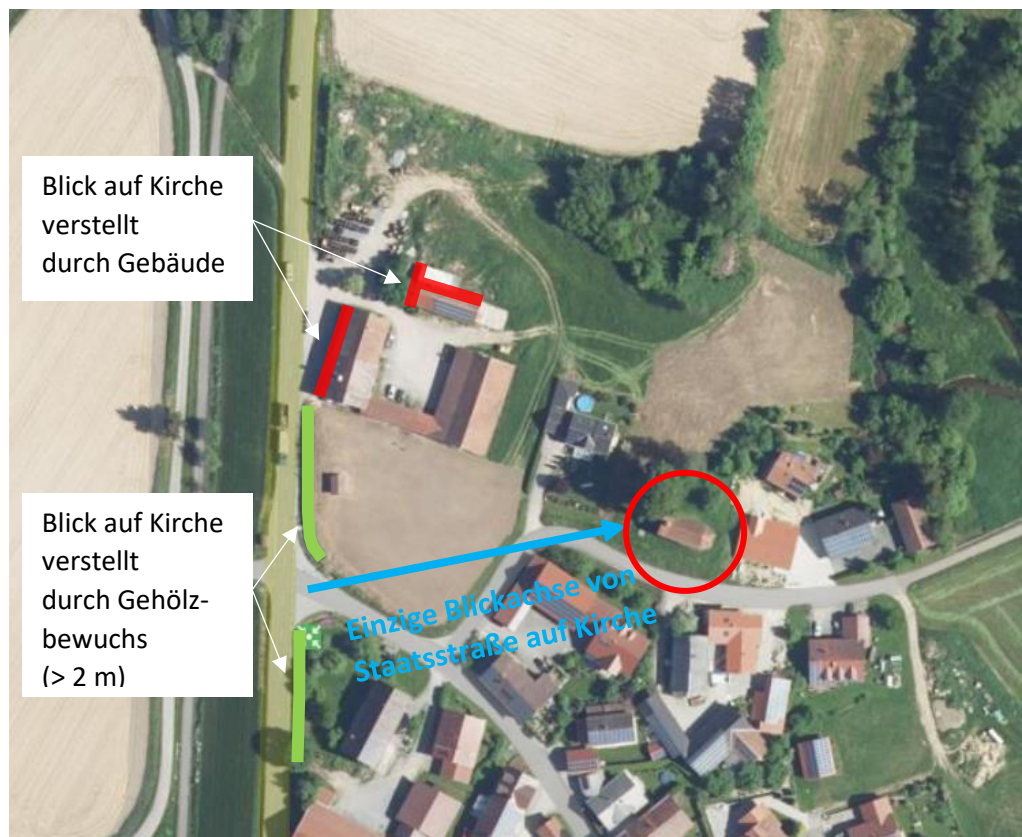 Blick auf Kirche
verstellt
durch Gebäude
Blick auf Kirche
verstellt
durch Gehölz-
bewuchs
(> 2 m)
Einzige Blickachse von
Staatsstraße auf Kirche